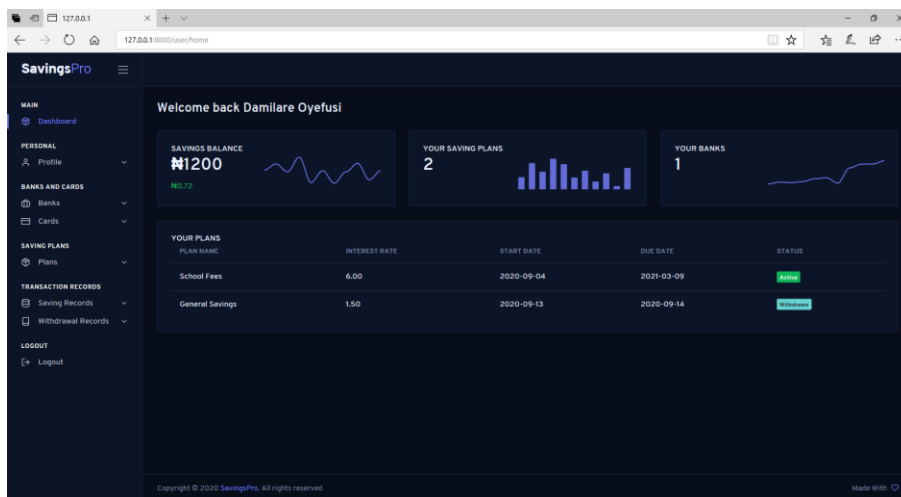 127.0.0.1
127.0.0.1:8000/user/home
SavingsPro
MAIN
Dashboard
PERSONAL
Profile
BANKS AND CARDS
Banks
Cards
SAVING PLANS
Plans
TRANSACTION RECORDS
Saving Records
Withdrawal Records
LOGOUT
Logout
Welcome back Damilare Oyefusi
SAVINGS BALANCE
₦1200
₦0.72
YOUR SAVING PLANS
2
YOUR BANKS
1
YOUR PLANS
PLAN NAME INTEREST RATE START DATE DUE DATE STATUS
School Fees 6.00 2020-09-04 2021-03-09 Active
General Savings 1.50 2020-09-13 2020-09-14 Withdrawn
Copyright © 2020 SavingsPro. All rights reserved
Made With